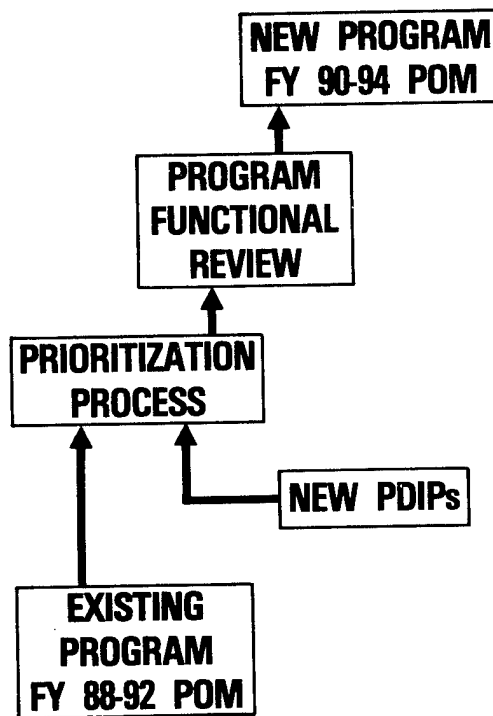 NEW PROGRAM
FY 90-94 POM
PROGRAM
FUNCTIONAL
REVIEW
PRIORITIZATION
PROCESS
NEW PDIPs
EXISTING
PROGRAM
FY 88-92 POM